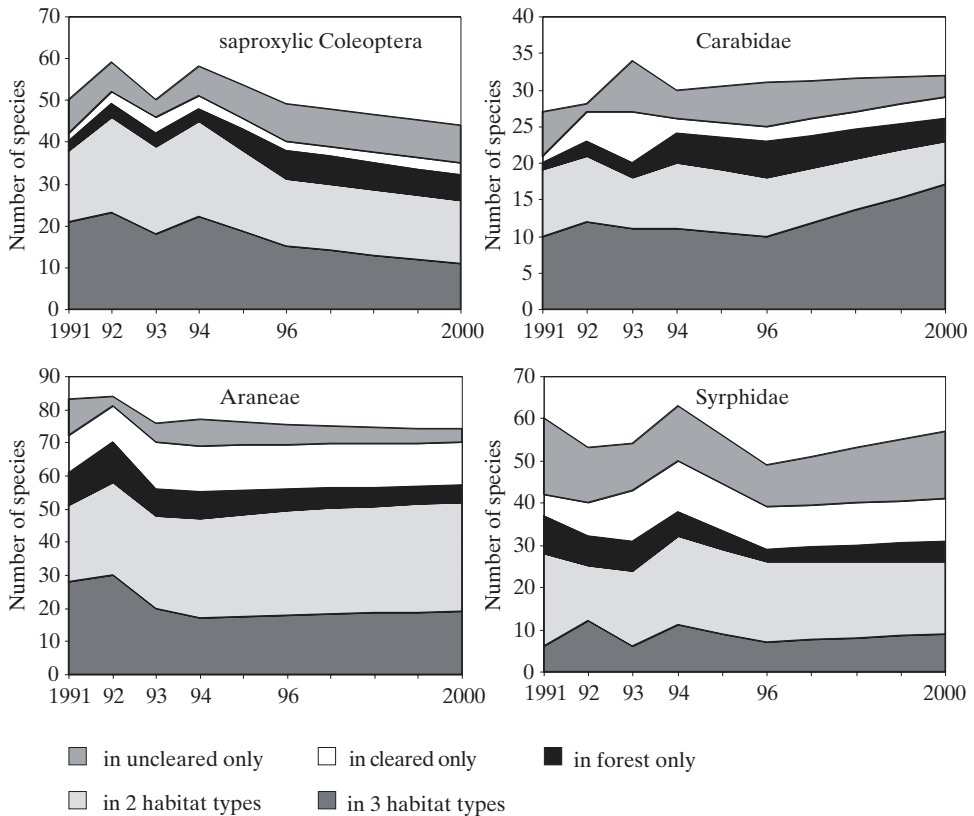 saproxylic Coleoptera
Number of species
70
60
50
40
30
20
10
0
1991 92 93 94 96 2000
Carabidae
Number of species
40
35
30
25
20
15
10
5
0
1991 92 93 94 96 2000
Araneae
Number of species
90
80
70
60
50
40
30
20
10
0
1991 92 93 94 96 2000
Syrphidae
Number of species
70
60
50
40
30
20
10
0
1991 92 93 94 96 2000
in uncleared only in cleared only in forest only
in 2 habitat types in 3 habitat types